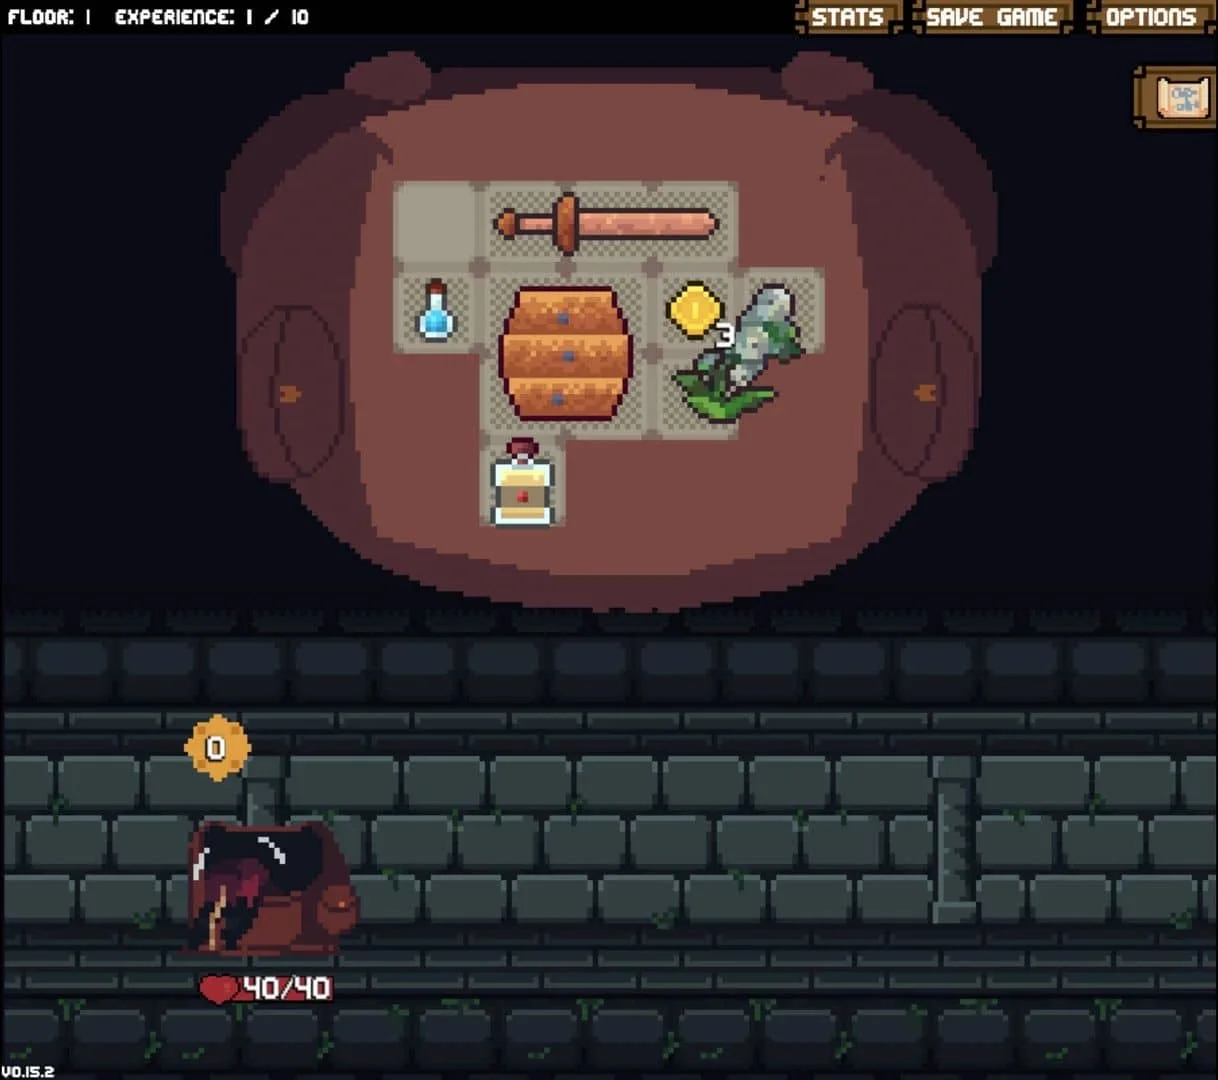 FLOOR: 1 EXPERIENCE: 1 / 10
STATS
SAVE GAME
OPTIONS
3
0
40/40
V0.15.2